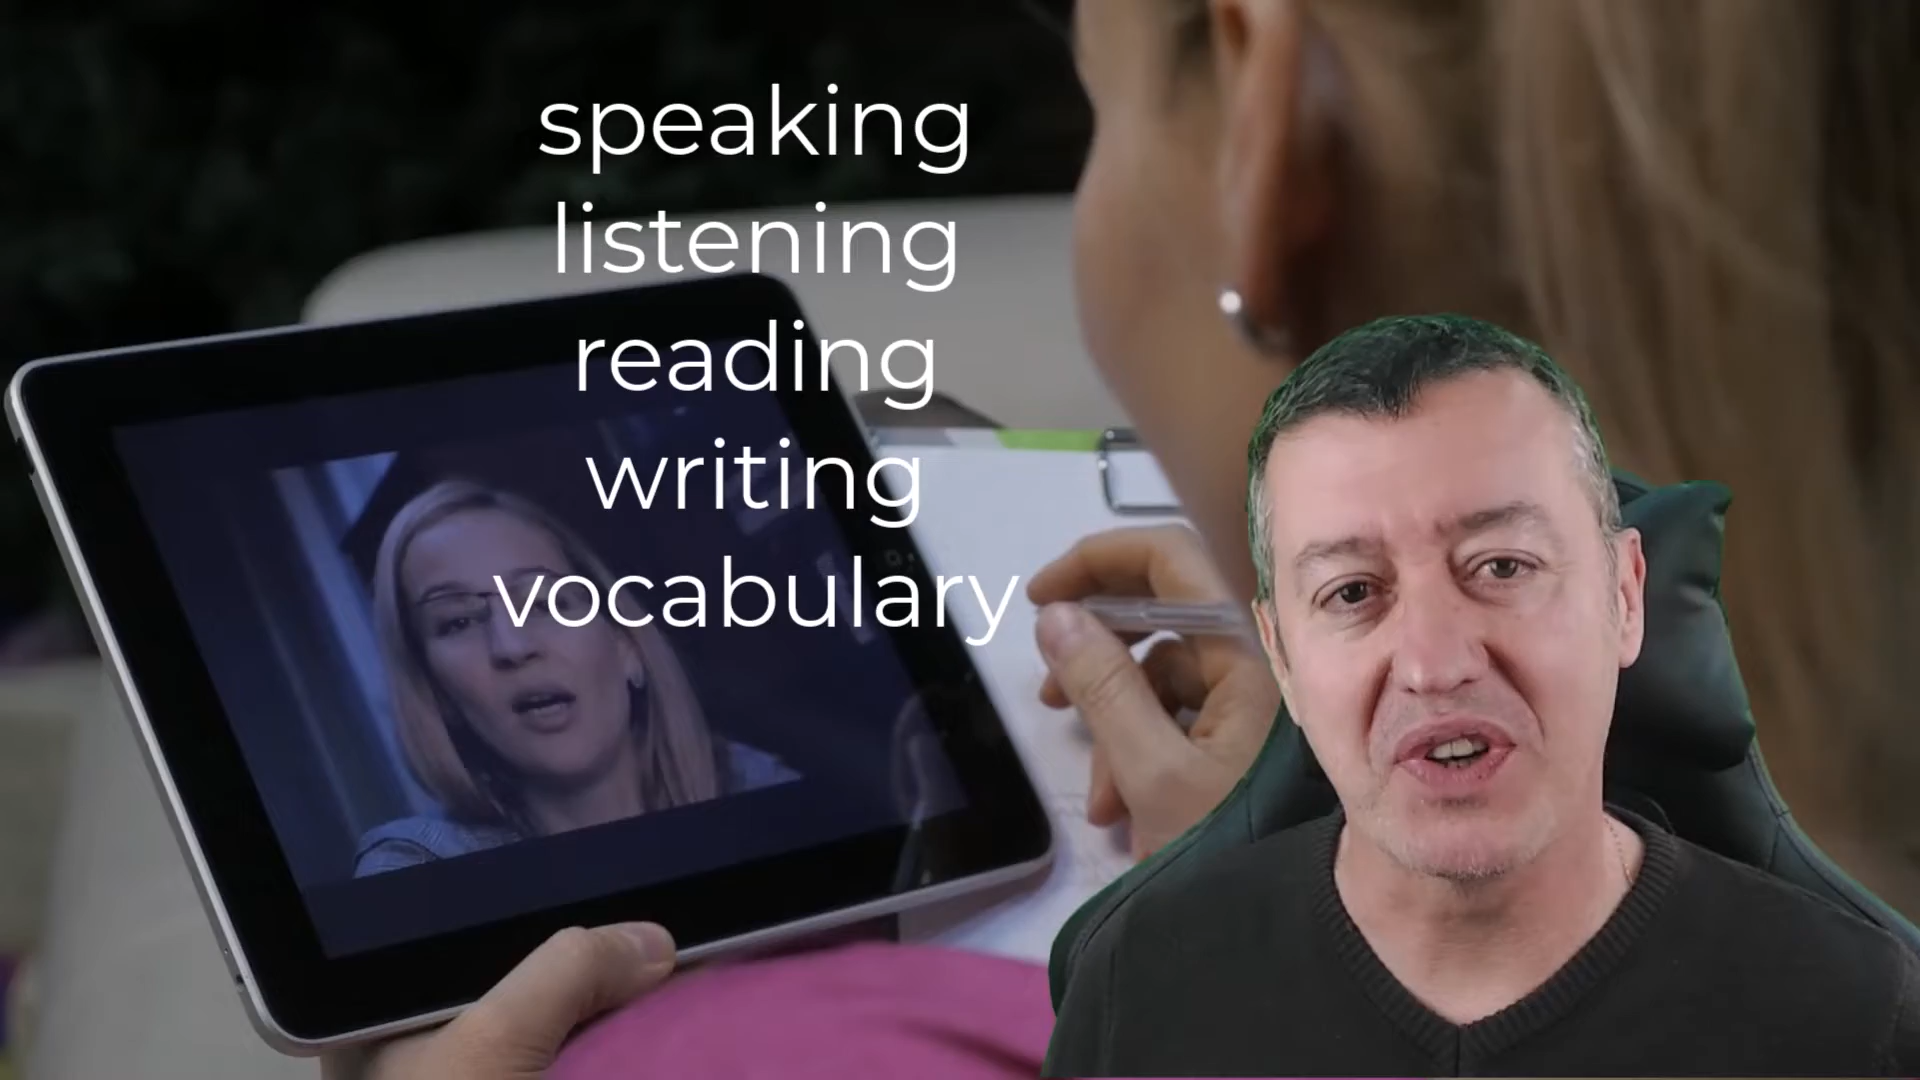 speaking
listening
reading
writing
vocabulary